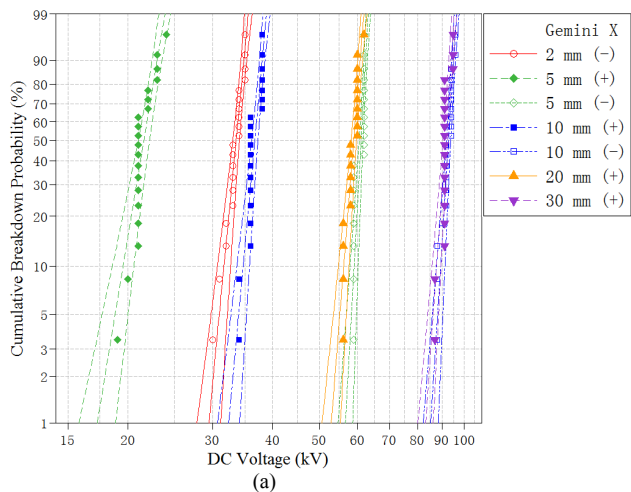 99
80
70
60
50
40
30
20
10
5
3
2
1
Cumulative Breakdown Probability (%)
15 20 30 40 50 60 70 80 90 100
DC Voltage (kV)
(a)
Gemini X
2 mm (−)
5 mm (+)
5 mm (−)
10 mm (+)
10 mm (−)
20 mm (+)
30 mm (+)